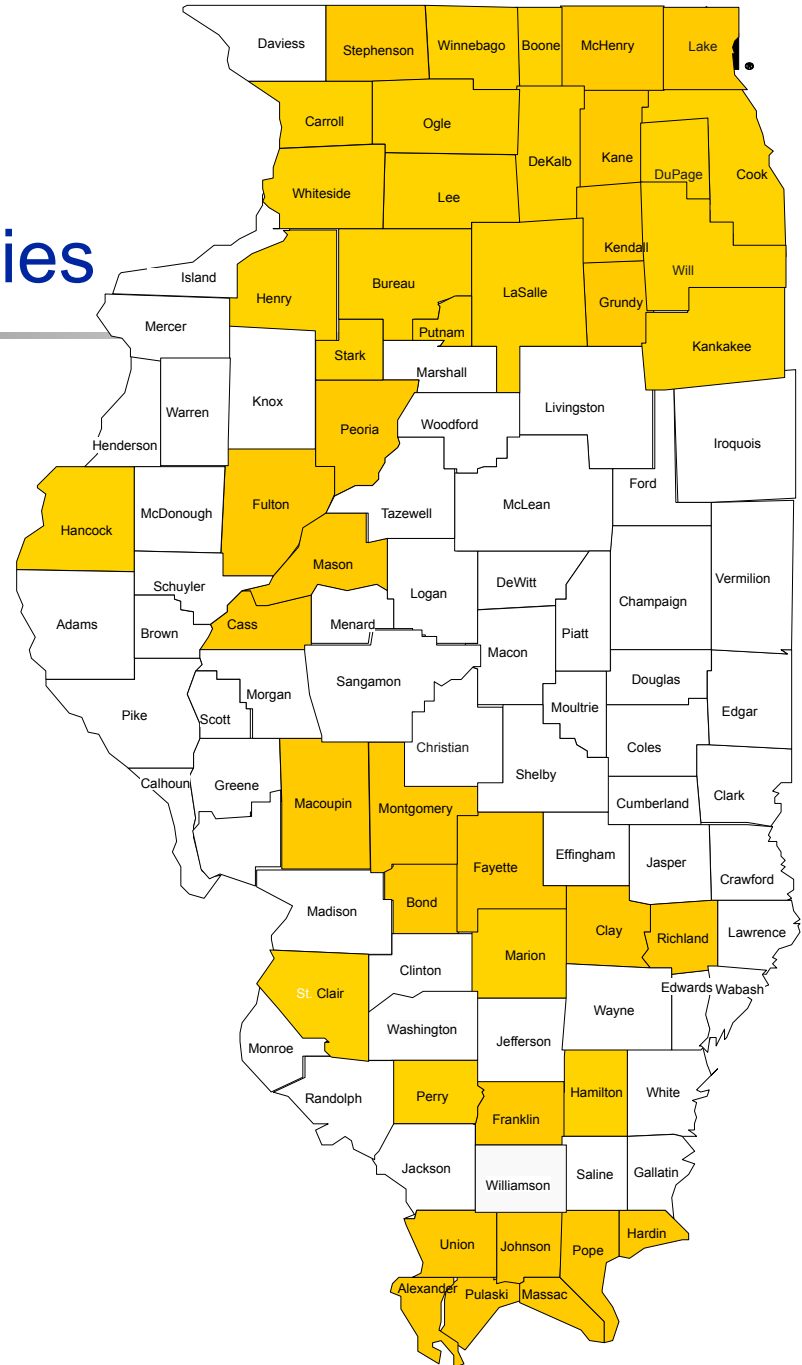 Daviess
Stephenson
Winnebago
Boone
McHenry
Lake
®
Carroll
Ogle
DeKalb
Kane
DuPage
Cook
Whiteside
Lee
ies
Island
Henry
Bureau
LaSalle
Kendall
Will
Grundy
Mercer
Putnam
Stark
Kankakee
Marshall
Knox
Warren
Peoria
Woodford
Livingston
Iroquois
Henderson
Ford
Hancock
McDonough
Fulton
Tazewell
McLean
Mason
Schuyler
Logan
DeWitt
Vermilion
Champaign
Adams
Brown
Cass
Menard
Piatt
Macon
Sangamon
Douglas
Pike
Scott
Morgan
Moultrie
Edgar
Christian
Coles
Shelby
Calhoun
Greene
Macoupin
Montgomery
Cumberland
Clark
Effingham
Jasper
Fayette
Crawford
Bond
Madison
Clay
Richland
Lawrence
Marion
Clinton
St. Clair
Edwards
Wabash
Wayne
Washington
Jefferson
Monroe
Randolph
Perry
Hamilton
White
Franklin
Jackson
Williamson
Saline
Gallatin
Union
Johnson
Pope
Hardin
Alexander
Pulaski
Massac